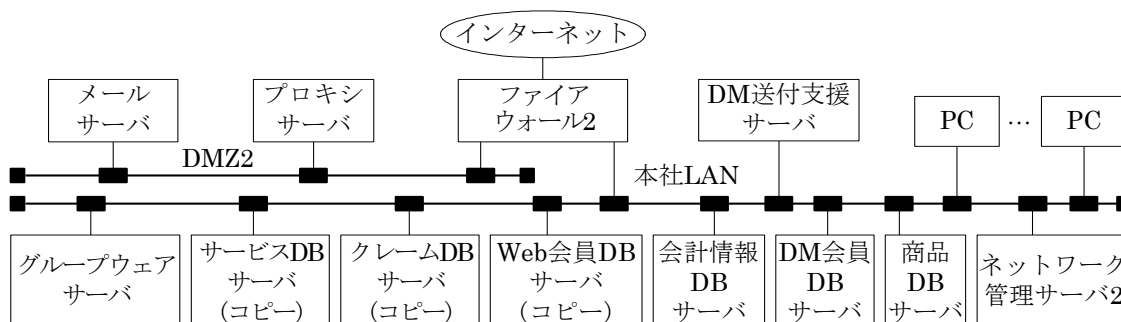 インターネット
メール
サーバ
プロキシ
サーバ
ファイア
ウォール2
DM送付支援
サーバ
PC
…
PC
DMZ2
本社LAN
グループウェア
サーバ
サービスDB
サーバ
(コピー)
クレームDB
サーバ
(コピー)
Web会員DB
サーバ
(コピー)
会計情報
DB
サーバ
DM会員
DB
サーバ
商品
DB
サーバ
ネットワーク
管理サーバ2